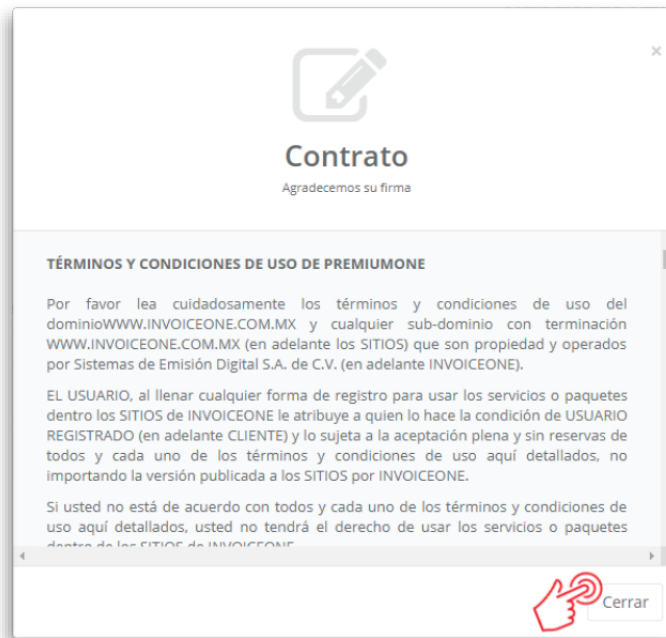 ×
Contrato
Agradecemos su firma
TÉRMINOS Y CONDICIONES DE USO DE PREMIUMONE
Por favor lea cuidadosamente los términos y condiciones de uso del
dominioWWW.INVOICEONE.COM.MX y cualquier sub-dominio con terminación
WWW.INVOICEONE.COM.MX (en adelante los SITIOS) que son propiedad y operados
por Sistemas de Emisión Digital S.A. de C.V. (en adelante INVOICEONE).
EL USUARIO, al llenar cualquier forma de registro para usar los servicios o paquetes
dentro los SITIOS de INVOICEONE le atribuye a quien lo hace la condición de USUARIO
REGISTRADO (en adelante CLIENTE) y lo sujeta a la aceptación plena y sin reservas de
todos y cada uno de los términos y condiciones de uso aquí detallados, no
importando la versión publicada a los SITIOS por INVOICEONE.
Si usted no está de acuerdo con todos y cada uno de los términos y condiciones de
uso aquí detallados, usted no tendrá el derecho de usar los servicios o paquetes
dentro de los SITIOS de INVOICEONE
Cerrar